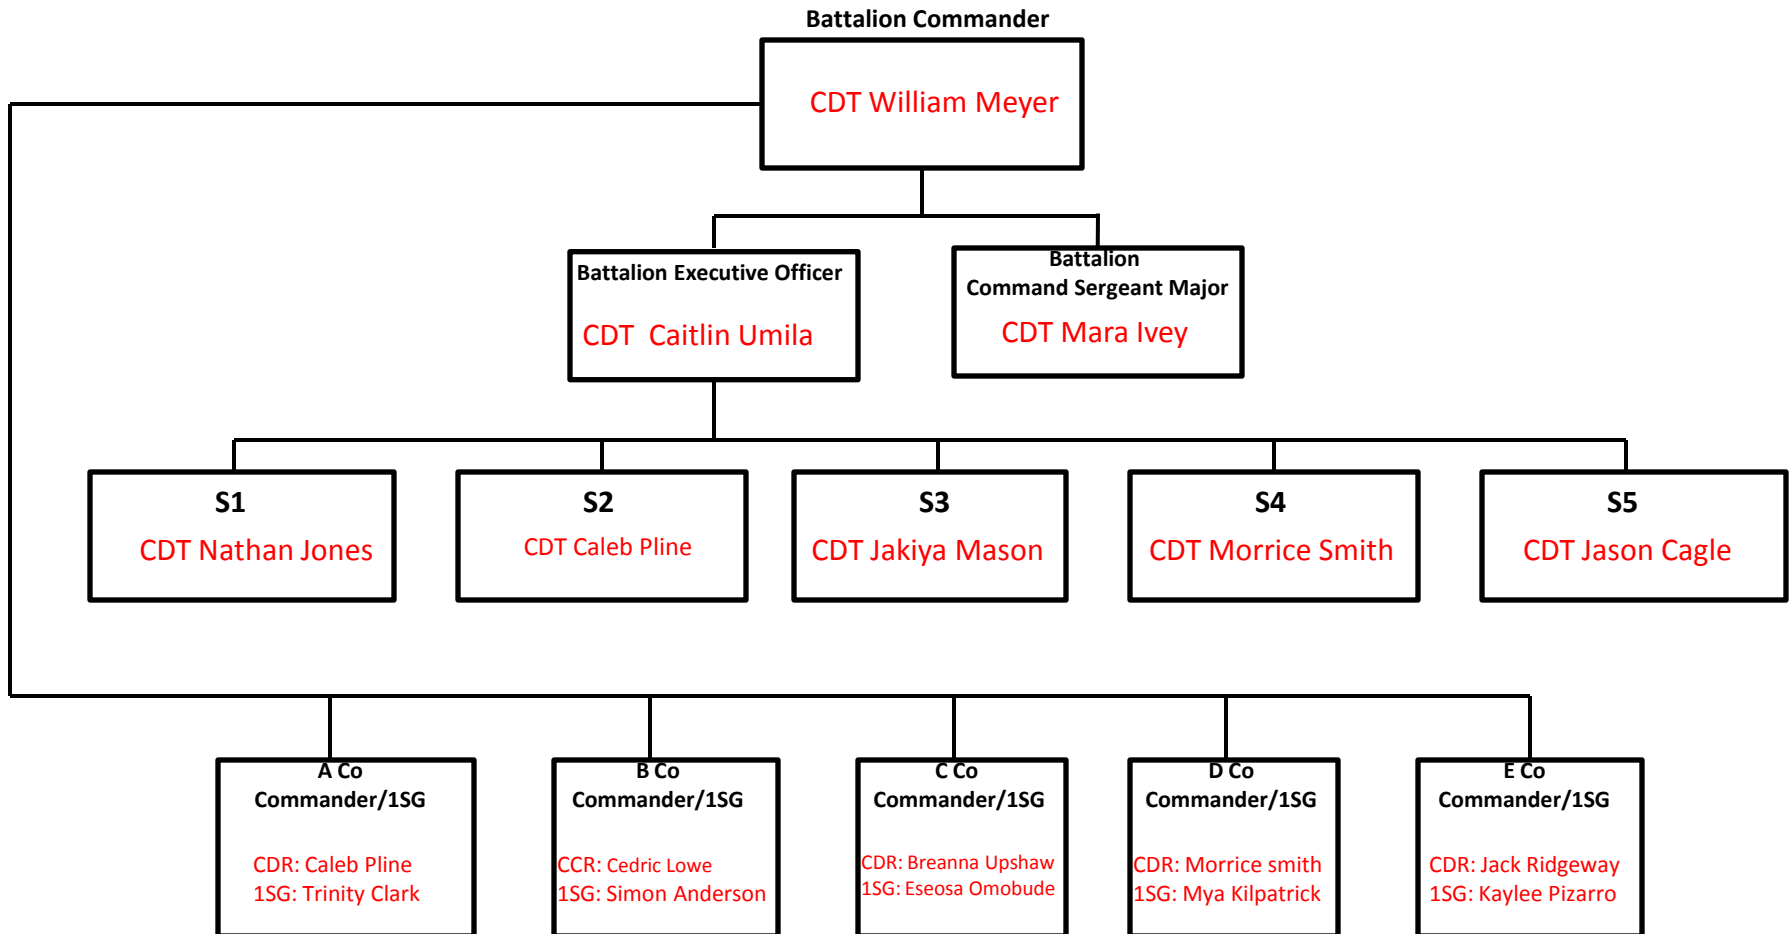 Battalion Commander
CDT William Meyer
Battalion Executive Officer
CDT Caitlin Umila
Battalion
Command Sergeant Major
CDT Mara Ivey
S1
CDT Nathan Jones
S2
CDT Caleb Pline
S3
CDT Jakiya Mason
S4
CDT Morrice Smith
S5
CDT Jason Cagle
A Co
Commander/1SG
CDR: Caleb Pline
1SG: Trinity Clark
B Co
Commander/1SG
CCR: Cedric Lowe
1SG: Simon Anderson
C Co
Commander/1SG
CDR: Breanna Upshaw
1SG: Eseosa Omobude
D Co
Commander/1SG
CDR: Morrice smith
1SG: Mya Kilpatrick
E Co
Commander/1SG
CDR: Jack Ridgeway
1SG: Kaylee Pizarro